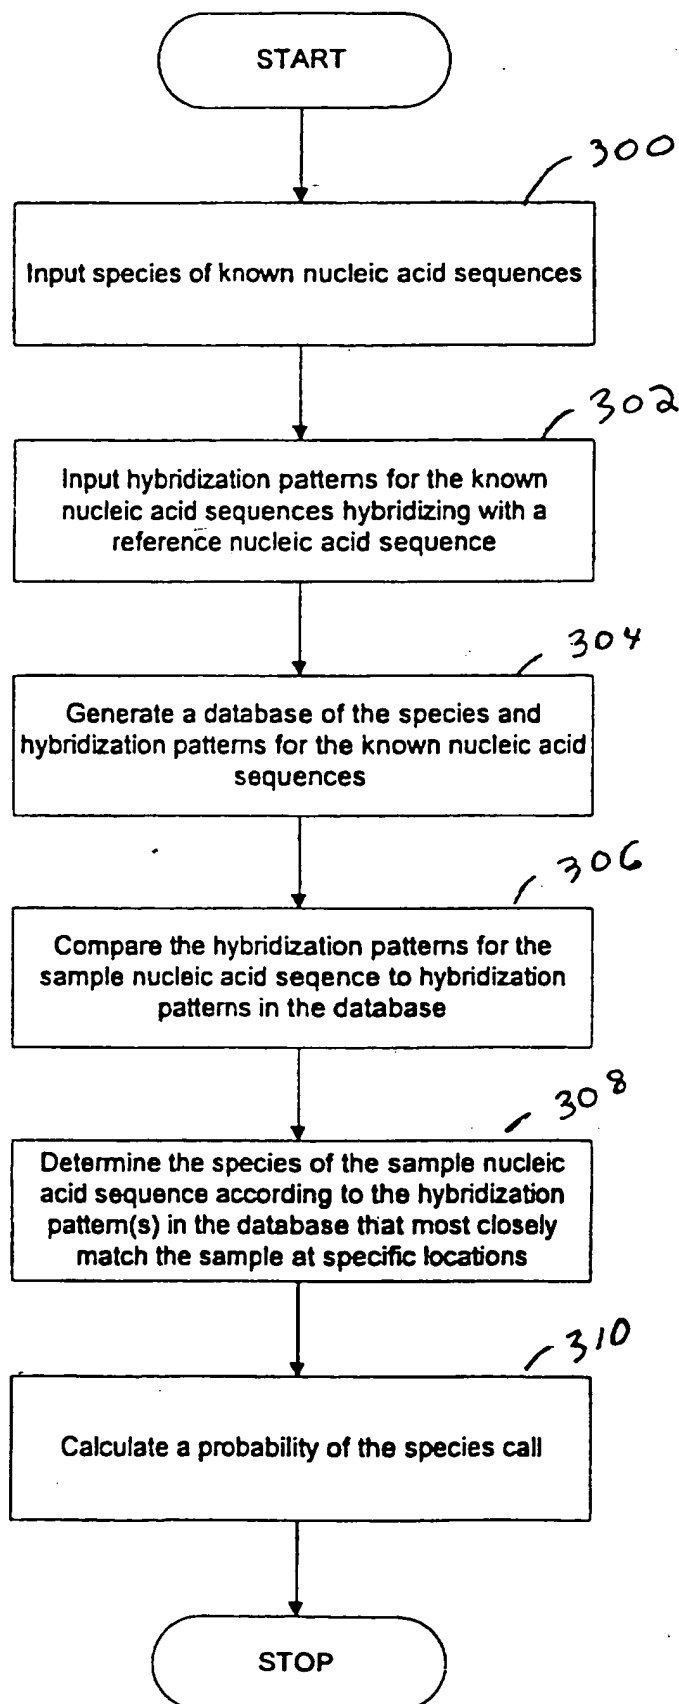 START
300
Input species of known nucleic acid sequences
302
Input hybridization patterns for the known
nucleic acid sequences hybridizing with a
reference nucleic acid sequence
304
Generate a database of the species and
hybridization patterns for the known nucleic acid
sequences
306
Compare the hybridization patterns for the
sample nucleic acid seqence to hybridization
patterns in the database
308
Determine the species of the sample nucleic
acid sequence according to the hybridization
pattern(s) in the database that most closely
match the sample at specific locations
310
Calculate a probability of the species call
STOP